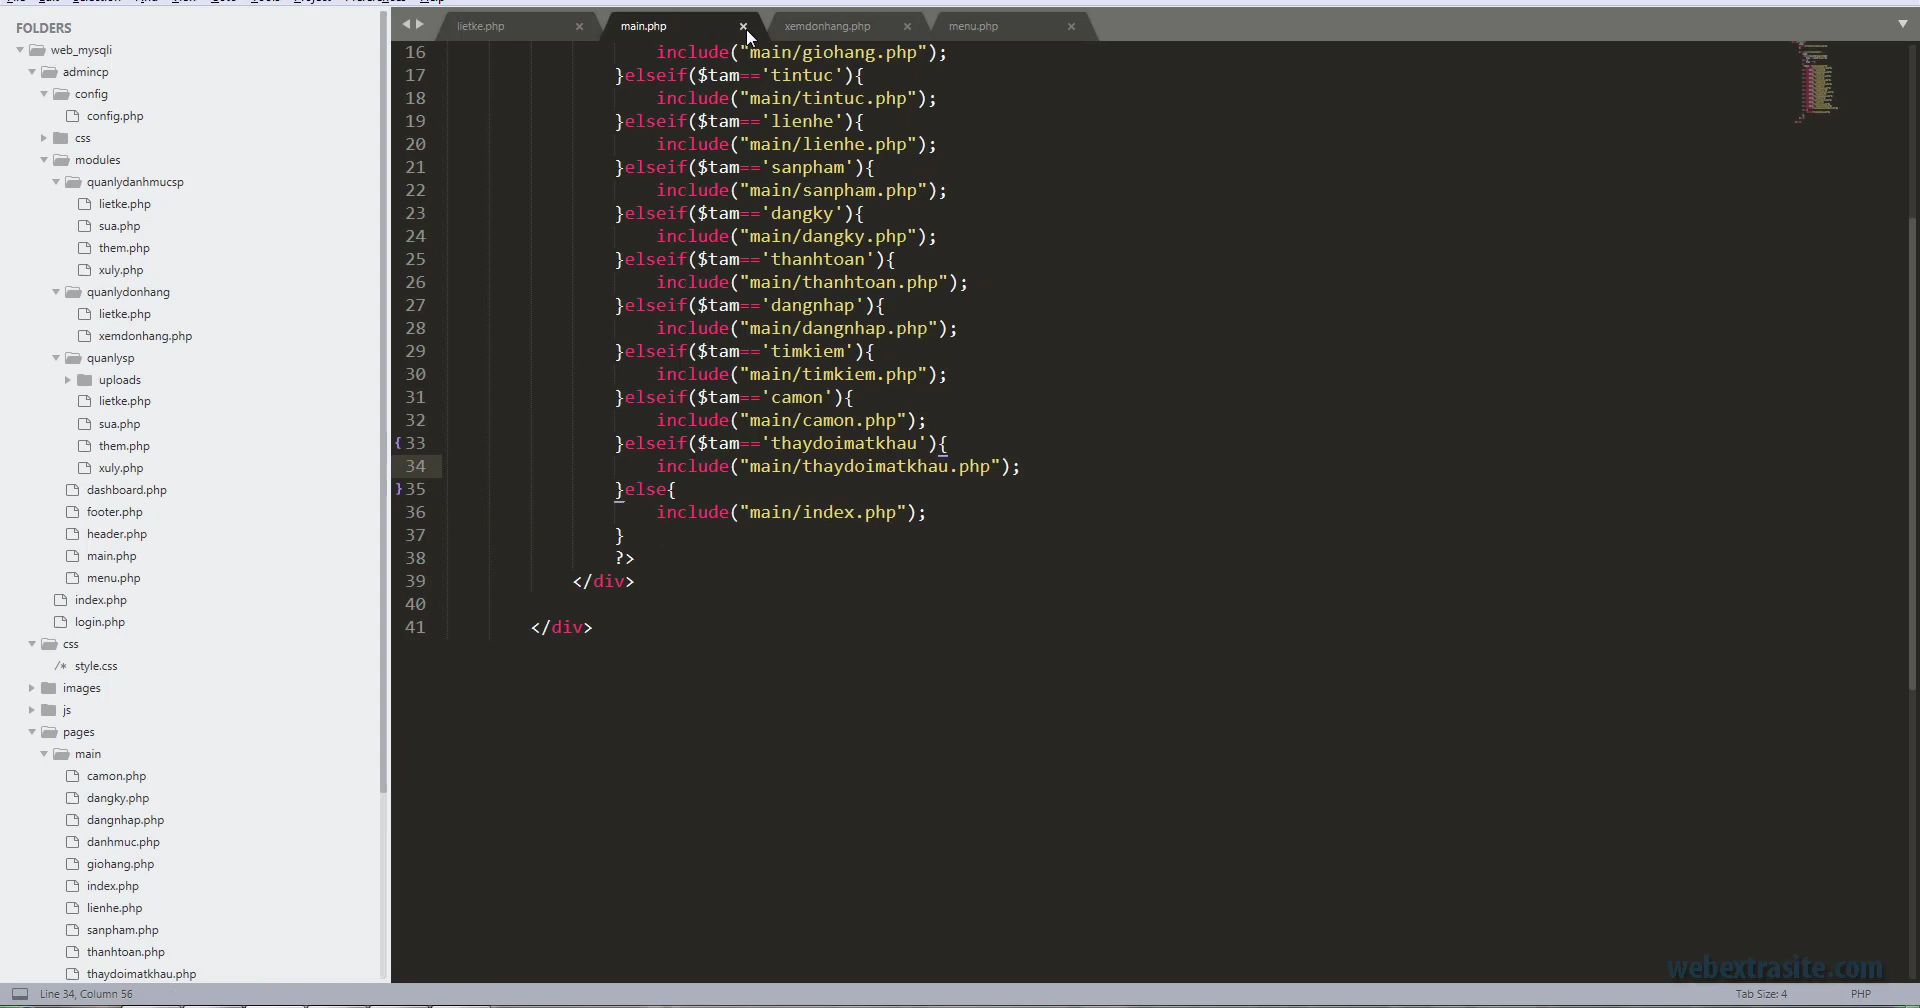 lietke.php
main.php
xemdonhang.php
menu.php
FOLDERS
web_mysqli
admincp
config
config.php
css
modules
quanlydanhmucsp
lietke.php
sua.php
them.php
xuly.php
quanlydonhang
lietke.php
xemdonhang.php
quanlysp
uploads
lietke.php
sua.php
them.php
xuly.php
dashboard.php
footer.php
header.php
main.php
menu.php
index.php
login.php
css
/* style.css
images
js
pages
main
camon.php
dangky.php
dangnhap.php
danhmuc.php
giohang.php
index.php
lienhe.php
sanpham.php
thanhtoan.php
thaydoimatkhau.php
16 include("main/giohang.php");
17 }elseif($tam=='tintuc'){
18 include("main/tintuc.php");
19 }elseif($tam=='lienhe'){
20 include("main/lienhe.php");
21 }elseif($tam=='sanpham'){
22 include("main/sanpham.php");
23 }elseif($tam=='dangky'){
24 include("main/dangky.php");
25 }elseif($tam=='thanhtoan'){
26 include("main/thanhtoan.php");
27 }elseif($tam=='dangnhap'){
28 include("main/dangnhap.php");
29 }elseif($tam=='timkiem'){
30 include("main/timkiem.php");
31 }elseif($tam=='camon'){
32 include("main/camon.php");
{ 33 }elseif($tam=='thaydoimatkhau'){
34 include("main/thaydoimatkhau.php");
} 35 }else{
36 include("main/index.php");
37 }
38 ?>
39 </div>
40
41 </div>
webextrasite.com
Line 34, Column 56
Tab Size: 4
PHP